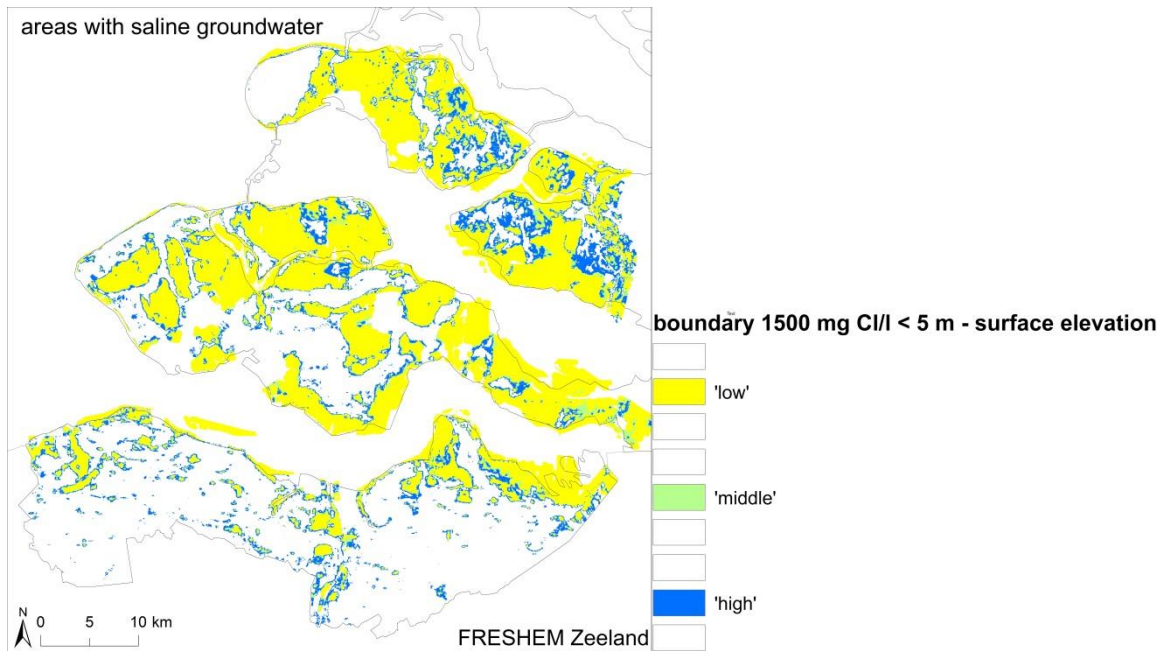 areas with saline groundwater
boundary 1500 mg Cl/l < 5 m - surface elevation
'low'
'middle'
'high'
N
0 5 10 km
FRESHEM Zeeland